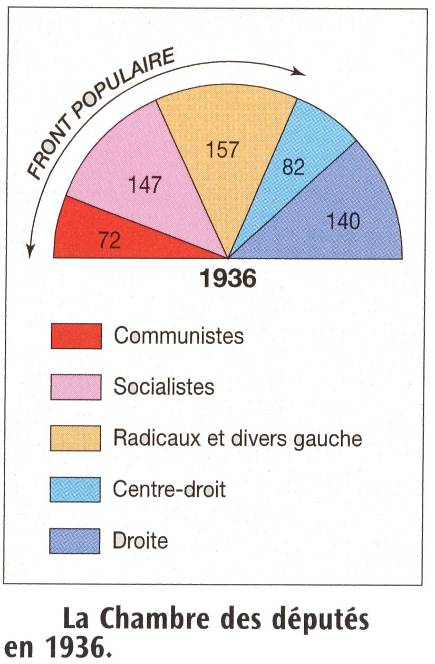 FRONT POPULAIRE
72
147
157
82
140
1936
Communistes
Socialistes
Radicaux et divers gauche
Centre-droit
Droite
La Chambre des députés
en 1936.